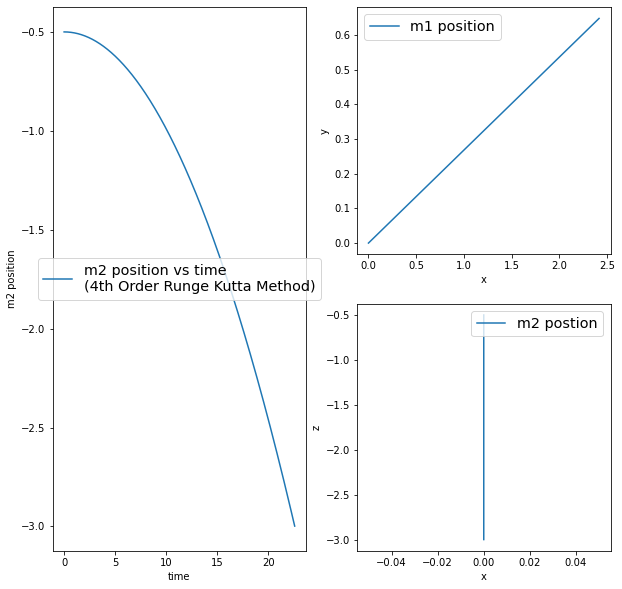 −0.5
−1.0
−1.5
−2.0
−2.5
−3.0
m2 position
m2 position vs time
(4th Order Runge Kutta Method)
0 5 10 15 20
time
m1 position
0.6
0.5
0.4
0.3
0.2
0.1
0.0
y
0.0 0.5 1.0 1.5 2.0 2.5
x
m2 postion
−0.5
−1.0
−1.5
−2.0
−2.5
−3.0
z
−0.04 −0.02 0.00 0.02 0.04
x